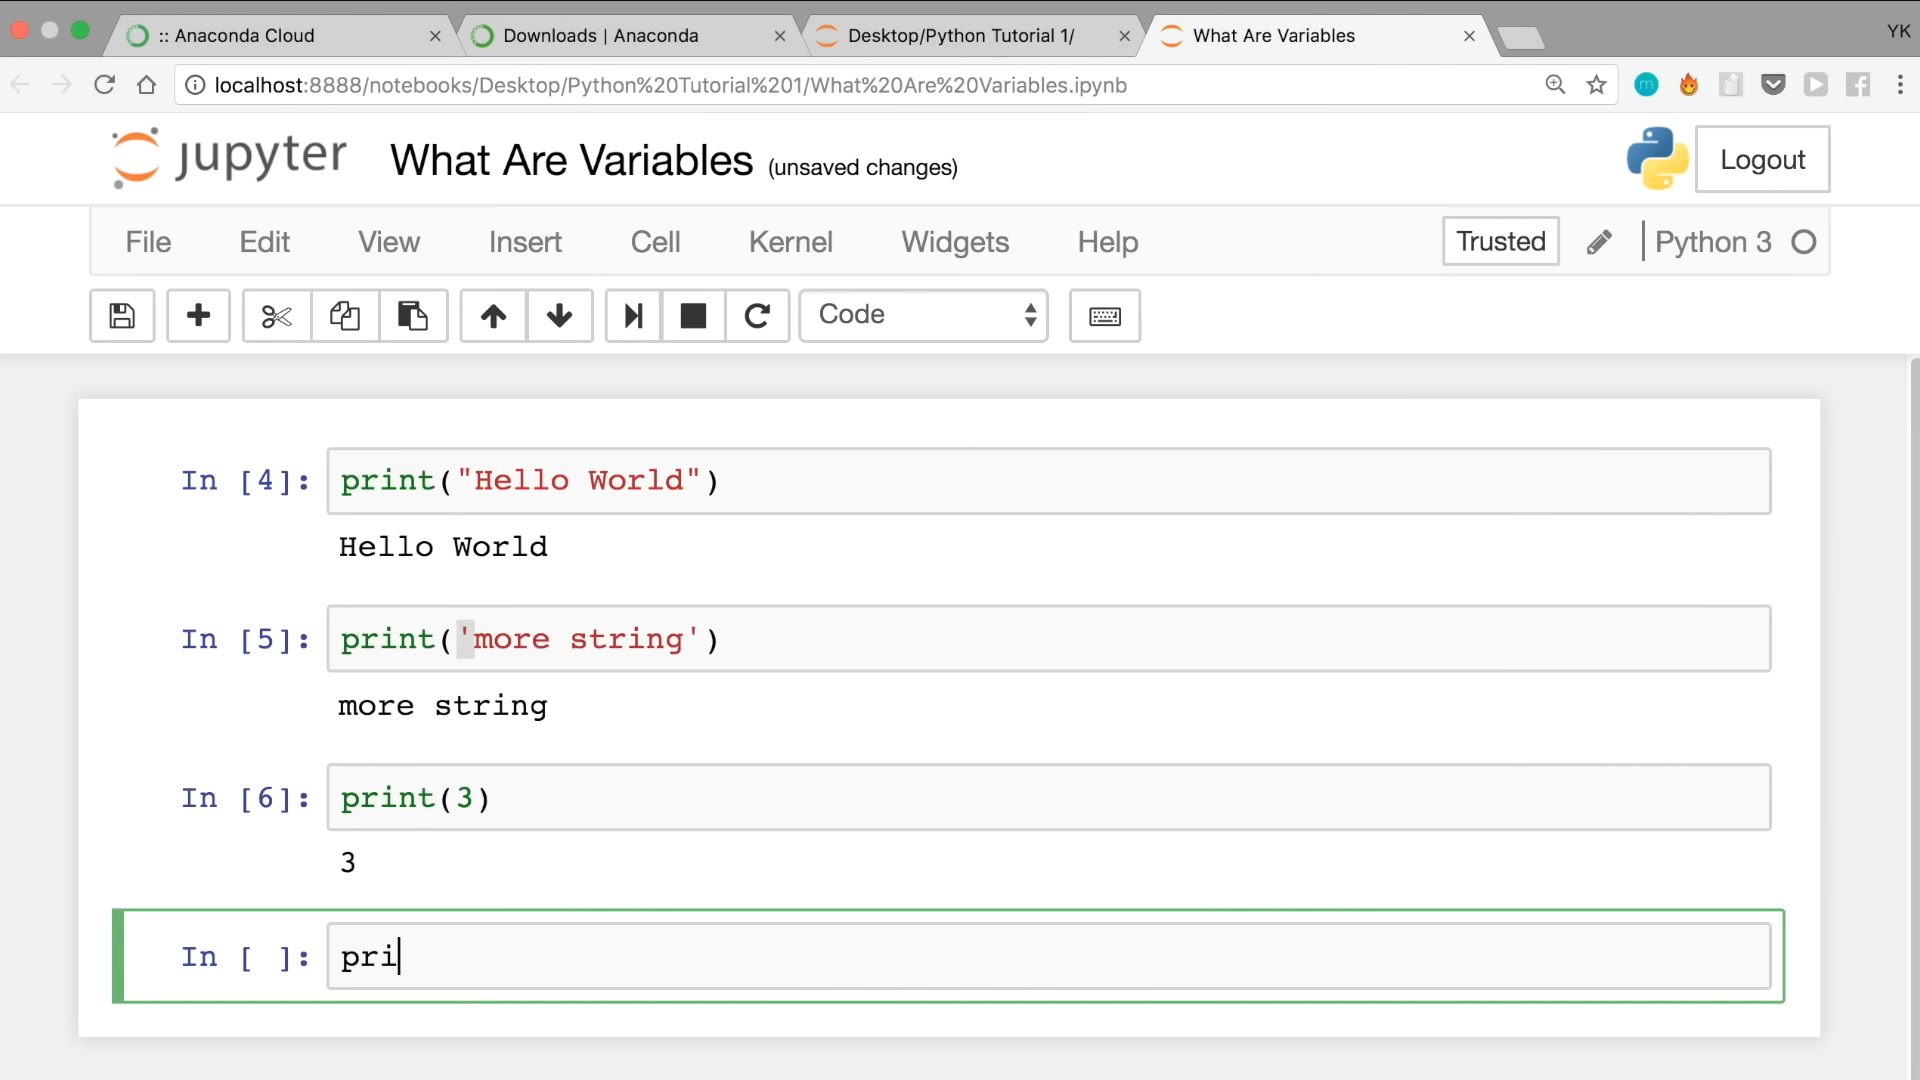 :: Anaconda Cloud
Downloads | Anaconda
Desktop/Python Tutorial 1/
What Are Variables
YK
localhost:8888/notebooks/Desktop/Python%20Tutorial%201/What%20Are%20Variables.ipynb
m
jupyter
What Are Variables (unsaved changes)
Logout
File Edit View Insert Cell Kernel Widgets Help
Trusted
Python 3
Code
In [4]: print("Hello World")
Hello World
In [5]: print('more string')
more string
In [6]: print(3)
3
In [ ]: pri